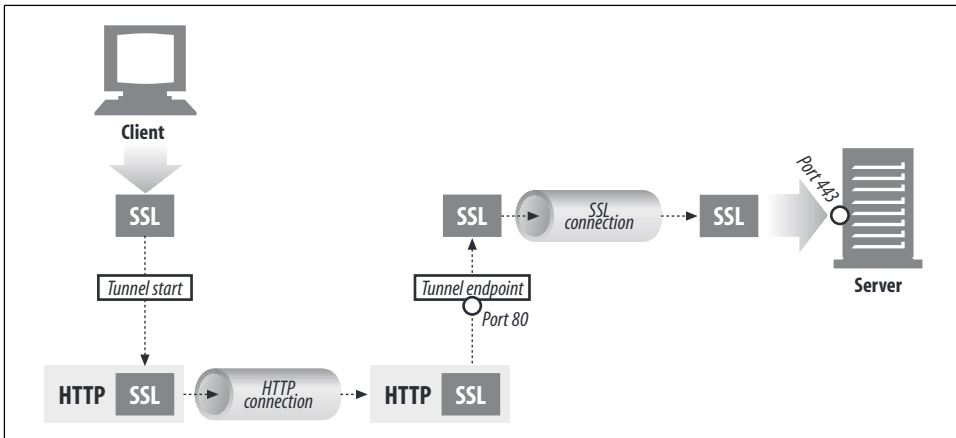 Client
SSL
Tunnel start
HTTP
SSL
HTTP
connection
HTTP
SSL
Port 80
Tunnel endpoint
SSL
SSL
connection
SSL
Port 443
Server